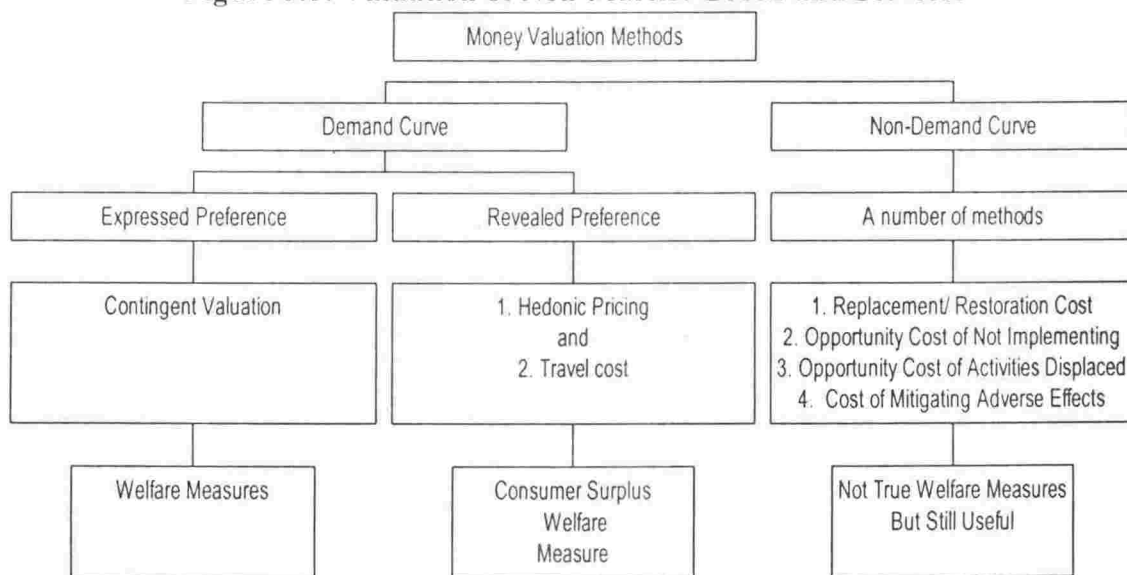 Money Valuation Methods
Demand Curve
Non-Demand Curve
Expressed Preference
Revealed Preference
A number of methods
Contingent Valuation
1. Hedonic Pricing
and
2. Travel cost
1. Replacement/ Restoration Cost
2. Opportunity Cost of Not Implementing
3. Opportunity Cost of Activities Displaced
4. Cost of Mitigating Adverse Effects
Welfare Measures
Consumer Surplus
Welfare
Measure
Not True Welfare Measures
But Still Useful